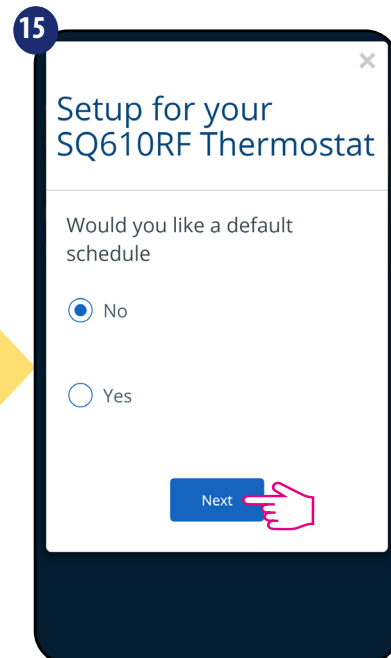 15
×
Setup for your
SQ610RF Thermostat
Would you like a default
schedule
No
Yes
Next